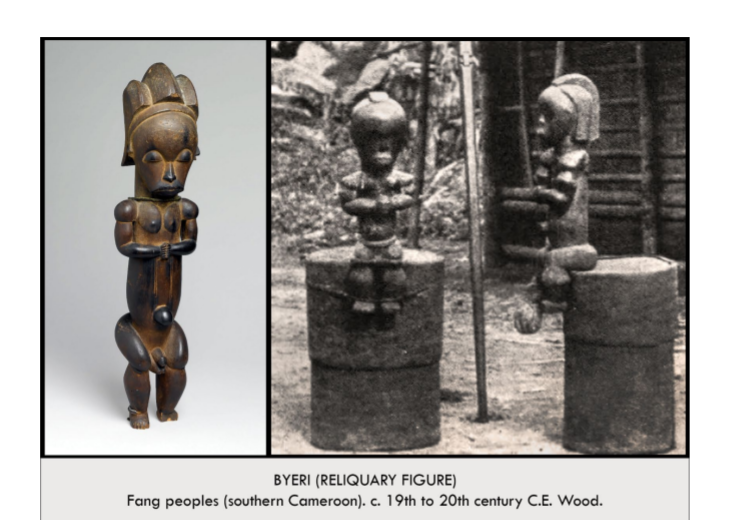 BYERI (RELIQUARY FIGURE)
Fang peoples (southern Cameroon). c. 19th to 20th century C.E. Wood.